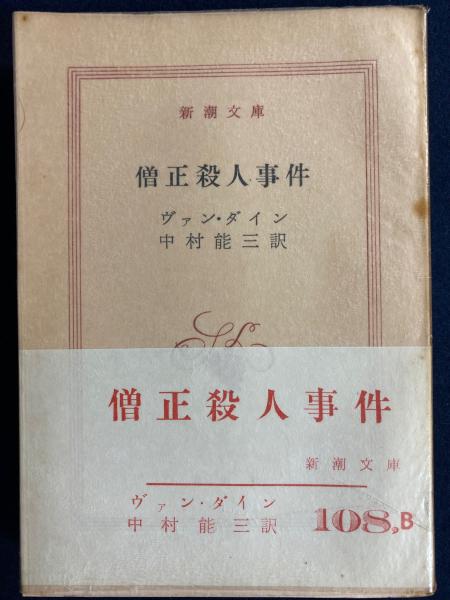 新潮文庫
僧正殺人事件
ヴァン・ダイン
中村能三訳
僧正殺人事件
新潮文庫
ヴァン・ダイン
中村能三訳
108,B